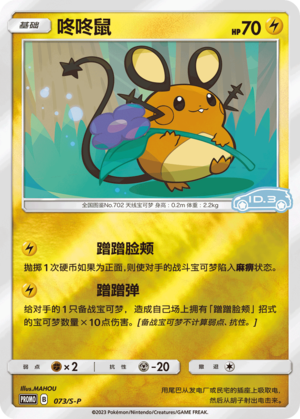 基础 咚咚鼠 HP70
ID.3
全国图鉴No.702 天线宝可梦 身高：0.2m 体重：2.2kg
蹭蹭脸颊
抛掷1次硬币如果为正面，则使对手的战斗宝可梦陷入麻痹状态。
蹭蹭弹
给对手的1只备战宝可梦，造成自己场上拥有「蹭蹭脸颊」招式
的宝可梦数量×10点伤害。[备战宝可梦不计算弱点、抗性。]
弱点 ×2 抗性 -20 撤退
illus.MAHOU
PROMO B 073/S-P
用尾巴从发电厂或民宅的插座上吸取电，
然后从胡子射出电击来。
©2023 Pokémon/Nintendo/Creatures/GAME FREAK.